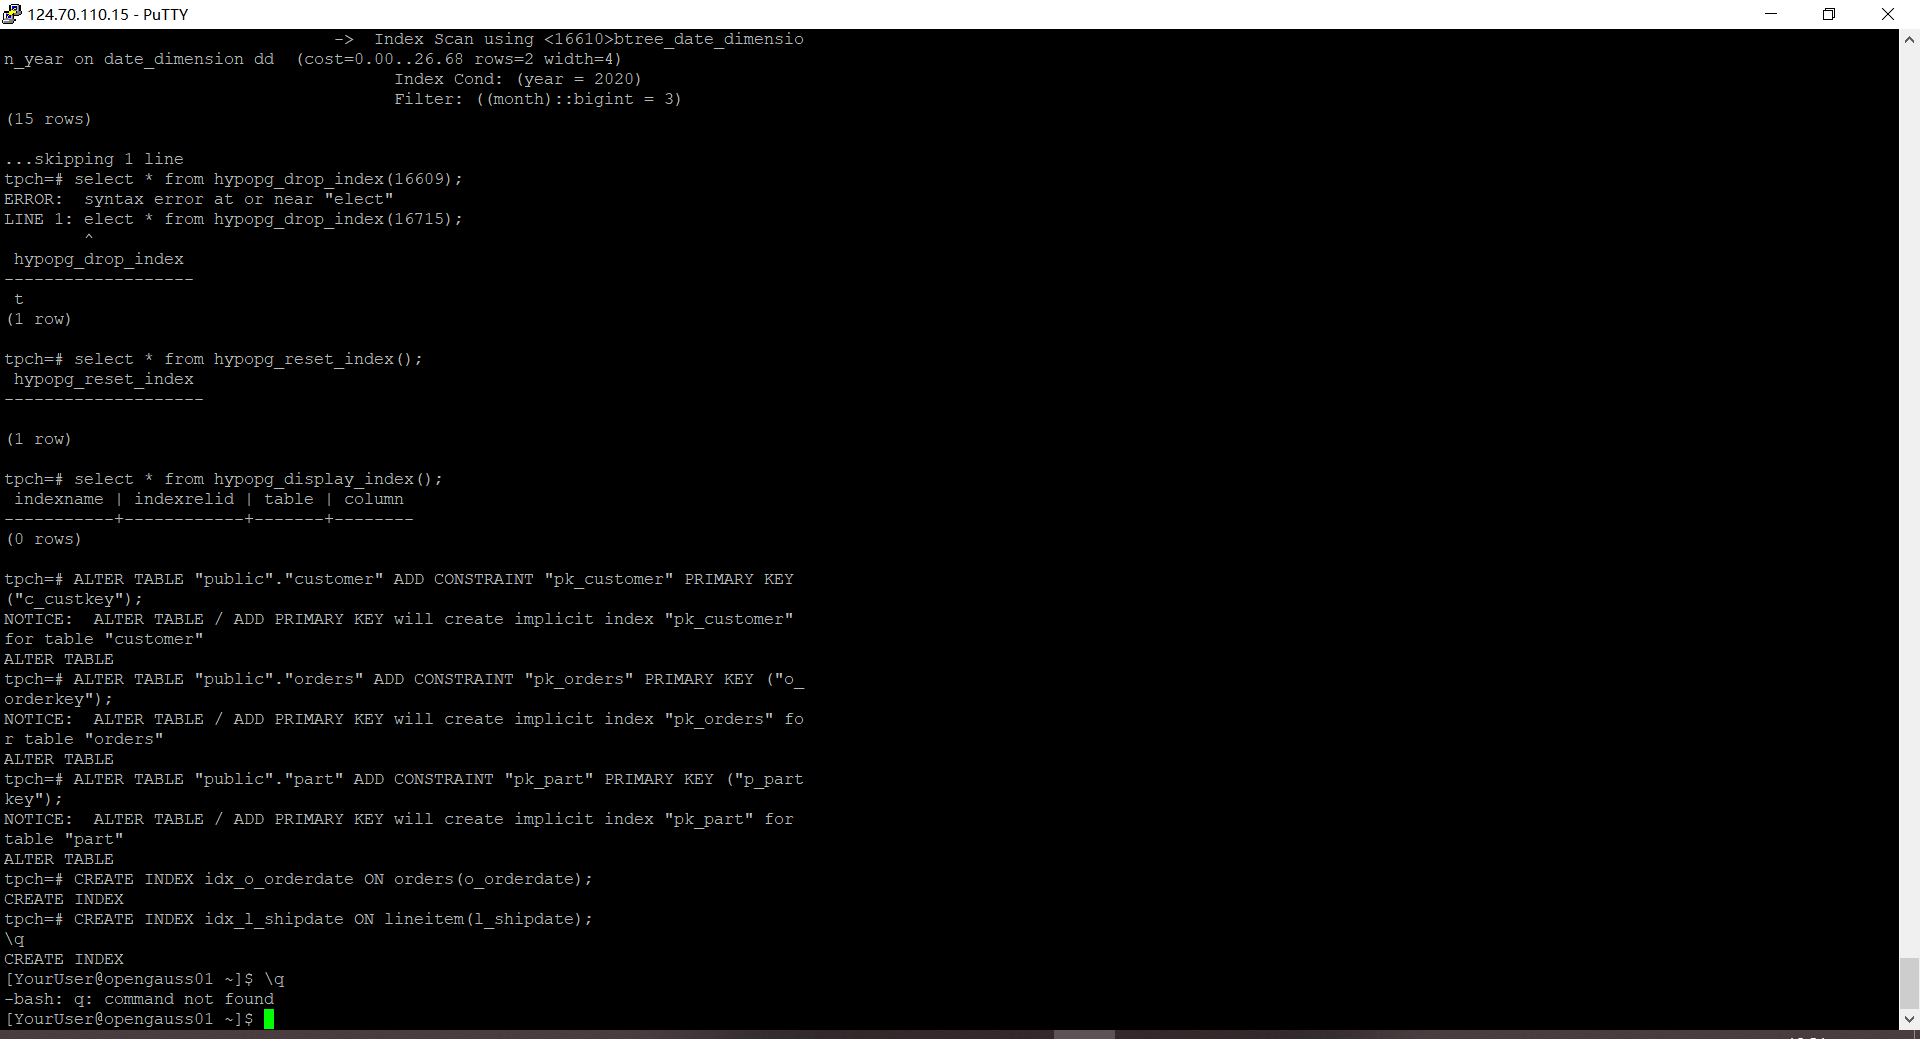 124.70.110.15 - PuTTY
->  Index Scan using <16610>btree_date_dimensio
n_year on date_dimension dd  (cost=0.00..26.68 rows=2 width=4)
Index Cond: (year = 2020)
Filter: ((month)::bigint = 3)
(15 rows)
...skipping 1 line
tpch=# select * from hypopg_drop_index(16609);
ERROR:  syntax error at or near "elect"
LINE 1: elect * from hypopg_drop_index(16715);
^
hypopg_drop_index
-------------------
t
(1 row)
tpch=# select * from hypopg_reset_index();
hypopg_reset_index
--------------------
(1 row)
tpch=# select * from hypopg_display_index();
indexname | indexrelid | table | column
-----------+------------+-------+--------
(0 rows)
tpch=# ALTER TABLE "public"."customer" ADD CONSTRAINT "pk_customer" PRIMARY KEY
("c_custkey");
NOTICE:  ALTER TABLE / ADD PRIMARY KEY will create implicit index "pk_customer"
for table "customer"
ALTER TABLE
tpch=# ALTER TABLE "public"."orders" ADD CONSTRAINT "pk_orders" PRIMARY KEY ("o_
orderkey");
NOTICE:  ALTER TABLE / ADD PRIMARY KEY will create implicit index "pk_orders" fo
r table "orders"
ALTER TABLE
tpch=# ALTER TABLE "public"."part" ADD CONSTRAINT "pk_part" PRIMARY KEY ("p_part
key");
NOTICE:  ALTER TABLE / ADD PRIMARY KEY will create implicit index "pk_part" for
table "part"
ALTER TABLE
tpch=# CREATE INDEX idx_o_orderdate ON orders(o_orderdate);
CREATE INDEX
tpch=# CREATE INDEX idx_l_shipdate ON lineitem(l_shipdate);
\q
CREATE INDEX
[YourUser@opengauss01 ~]$ \q
-bash: q: command not found
[YourUser@opengauss01 ~]$